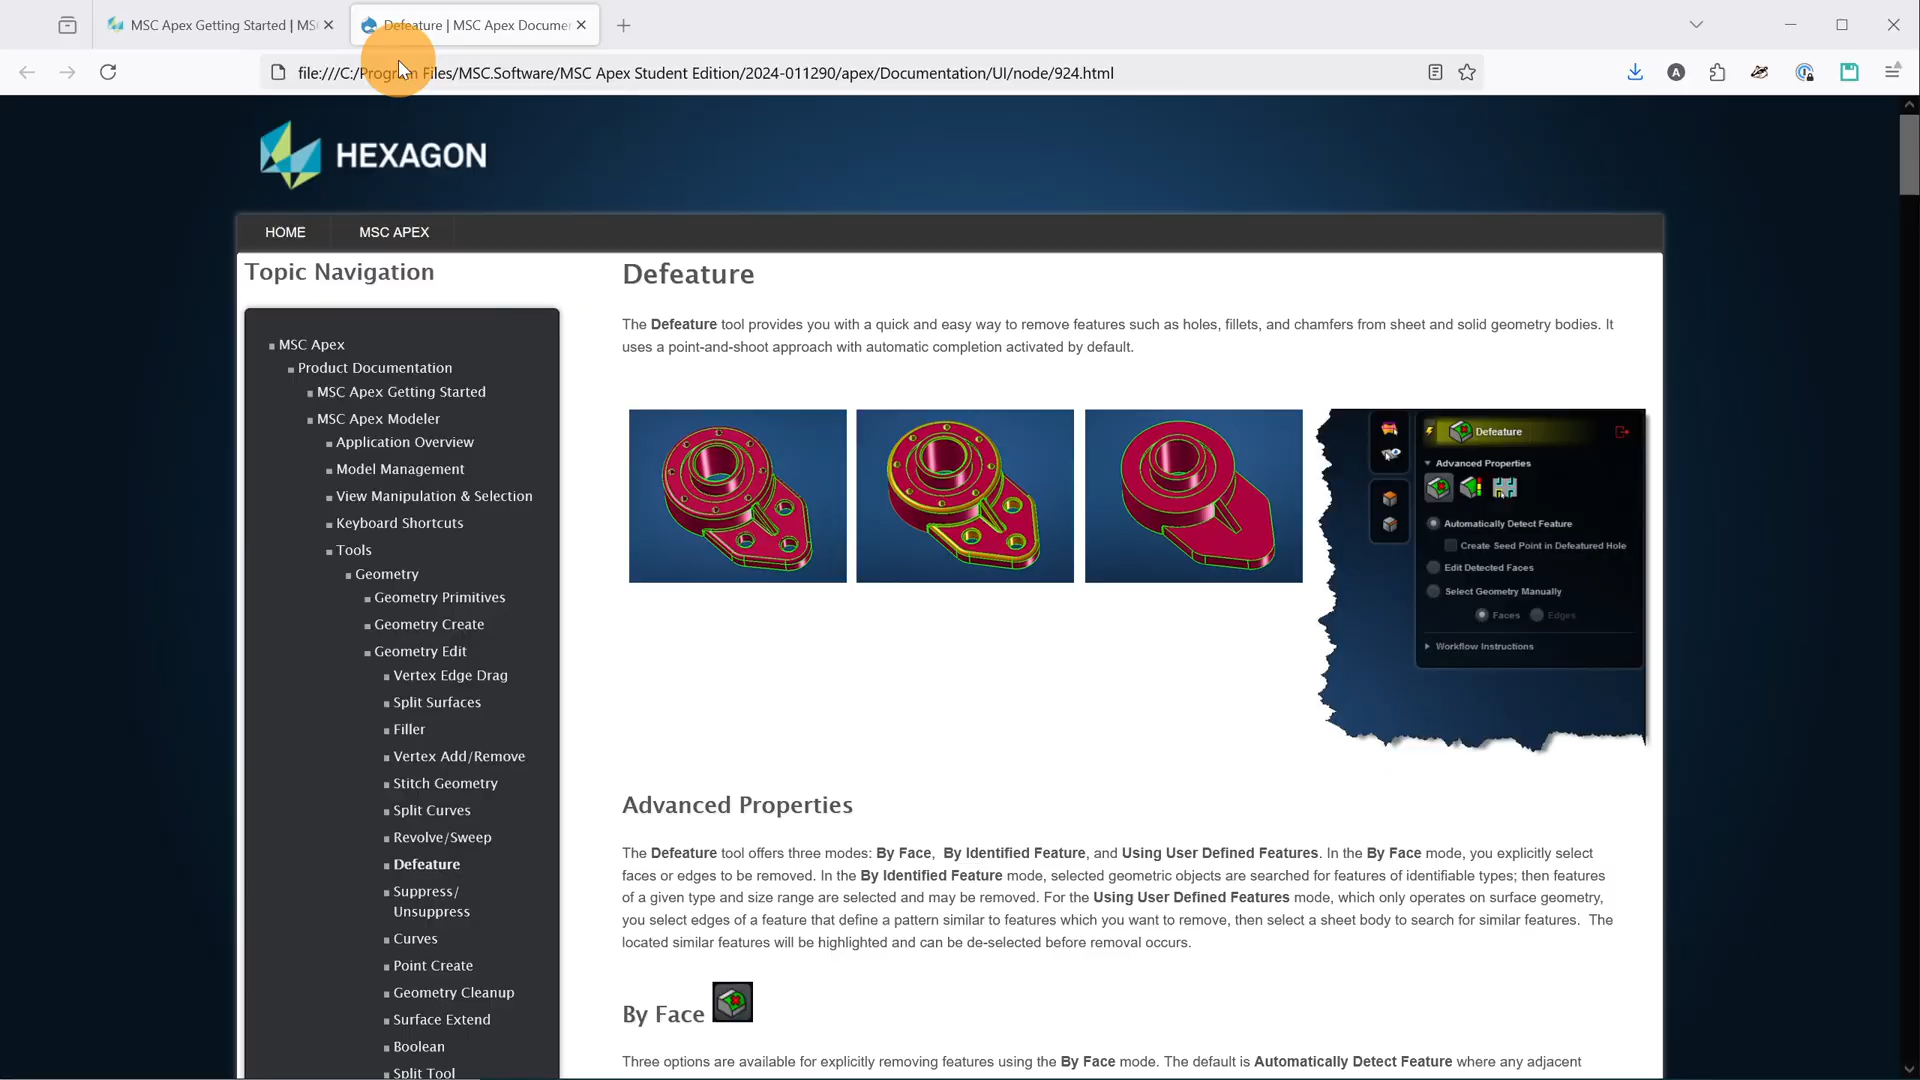 MSC Apex Getting Started | MS
Defeature | MSC Apex Docume
file:///C:/Program Files/MSC.Software/MSC Apex Student Edition/2024-011290/apex/Documentation/UI/node/924.html
HEXAGON
HOME
MSC APEX
Topic Navigation
MSC Apex
Product Documentation
MSC Apex Getting Started
MSC Apex Modeler
Application Overview
Model Management
View Manipulation & Selection
Keyboard Shortcuts
Tools
Geometry
Geometry Primitives
Geometry Create
Geometry Edit
Vertex Edge Drag
Split Surfaces
Filler
Vertex Add/Remove
Stitch Geometry
Split Curves
Revolve/Sweep
Defeature
Suppress/
Unsuppress
Curves
Point Create
Geometry Cleanup
Surface Extend
Boolean
Split Tool
Defeature
The Defeature tool provides you with a quick and easy way to remove features such as holes, fillets, and chamfers from sheet and solid geometry bodies. It
uses a point-and-shoot approach with automatic completion activated by default.
Defeature
Advanced Properties
Automatically Detect Feature
Create Seed Point in Defeatured Hole
Edit Detected Faces
Select Geometry Manually
Faces
Edges
Workflow Instructions
Advanced Properties
The Defeature tool offers three modes: By Face,  By Identified Feature, and Using User Defined Features. In the By Face mode, you explicitly select
faces or edges to be removed. In the By Identified Feature mode, selected geometric objects are searched for features of identifiable types; then features
of a given type and size range are selected and may be removed. For the Using User Defined Features mode, which only operates on surface geometry,
you select edges of a feature that define a pattern similar to features which you want to remove, then select a sheet body to search for similar features.  The
located similar features will be highlighted and can be de-selected before removal occurs.
By Face
Three options are available for explicitly removing features using the By Face mode. The default is Automatically Detect Feature where any adjacent